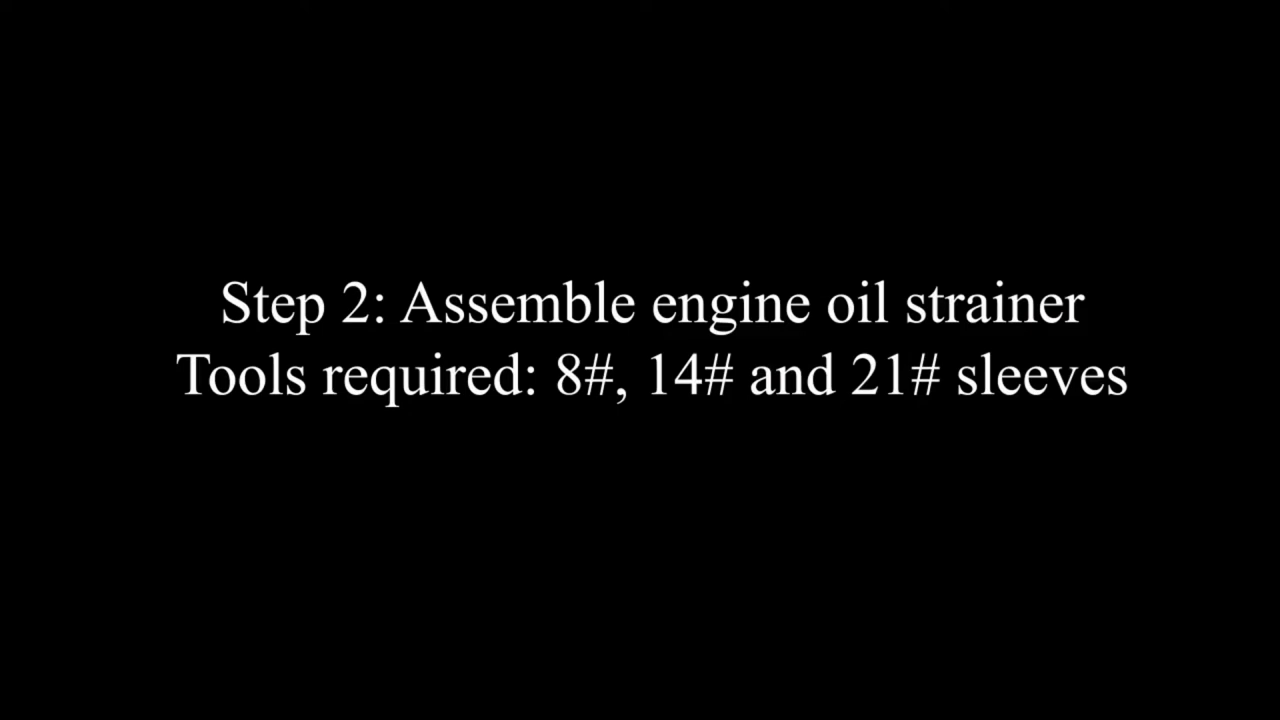 Step 2: Assemble engine oil strainer
Tools required: 8#, 14# and 21# sleeves